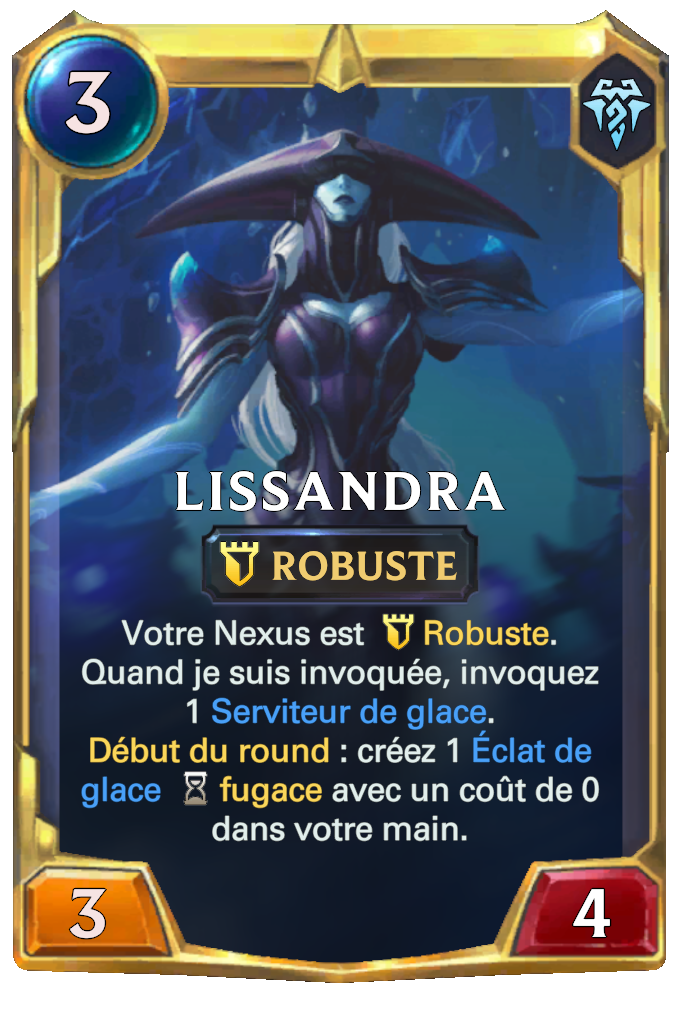 3
LISSANDRA
ROBUSTE
Votre Nexus est Robuste.
Quand je suis invoquée, invoquez
1 Serviteur de glace.
Début du round : créez 1 Éclat de
glace fugace avec un coût de 0
dans votre main.
3
4